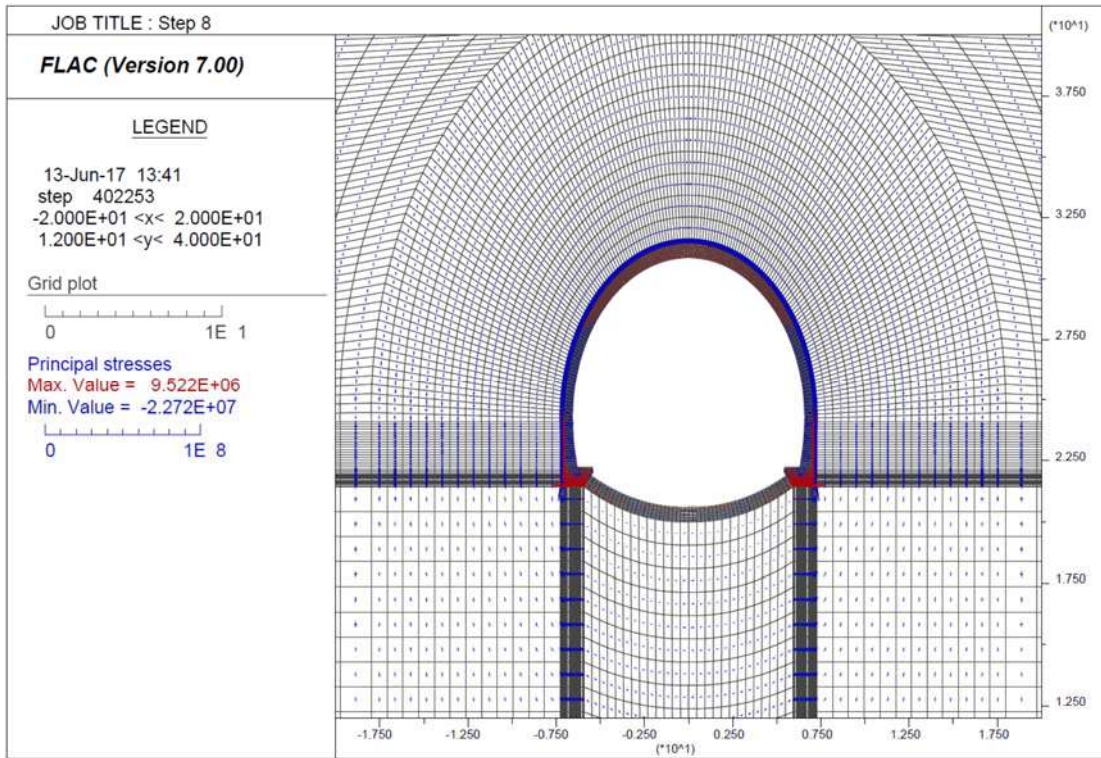 JOB TITLE : Step 8
FLAC (Version 7.00)
LEGEND
13-Jun-17 13:41
step 402253
-2.000E+01 <x< 2.000E+01
1.200E+01 <y< 4.000E+01
Grid plot
0 1E 1
Principal stresses
Max. Value = 9.522E+06
Min. Value = -2.272E+07
0 1E 8
(*10^1)
3.750
3.250
2.750
2.250
1.750
1.250
-1.750 -1.250 -0.750 -0.250 0.250 0.750 1.250 1.750
(*10^1)